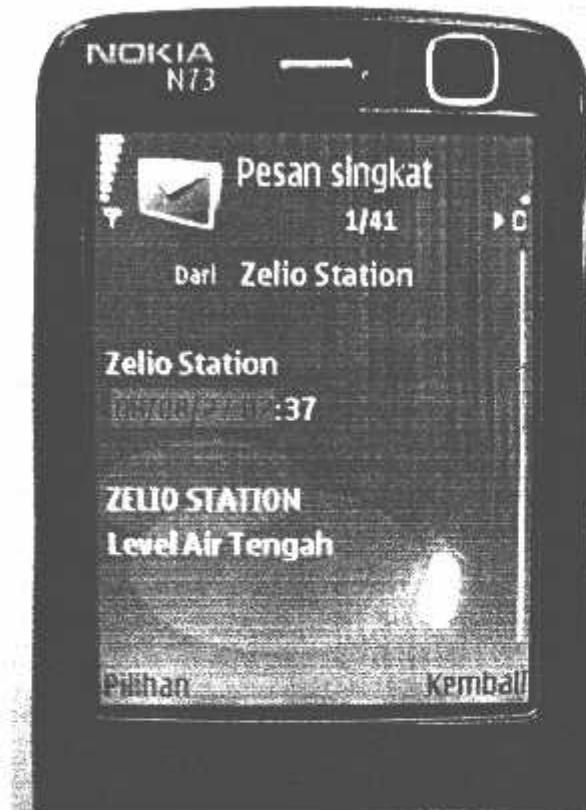 NOKIA
N73
Pesan singkat
1/41
Dari Zelio Station
Zelio Station
:37
ZELIO STATION
Level Air Tengah
Pilihan Kembali